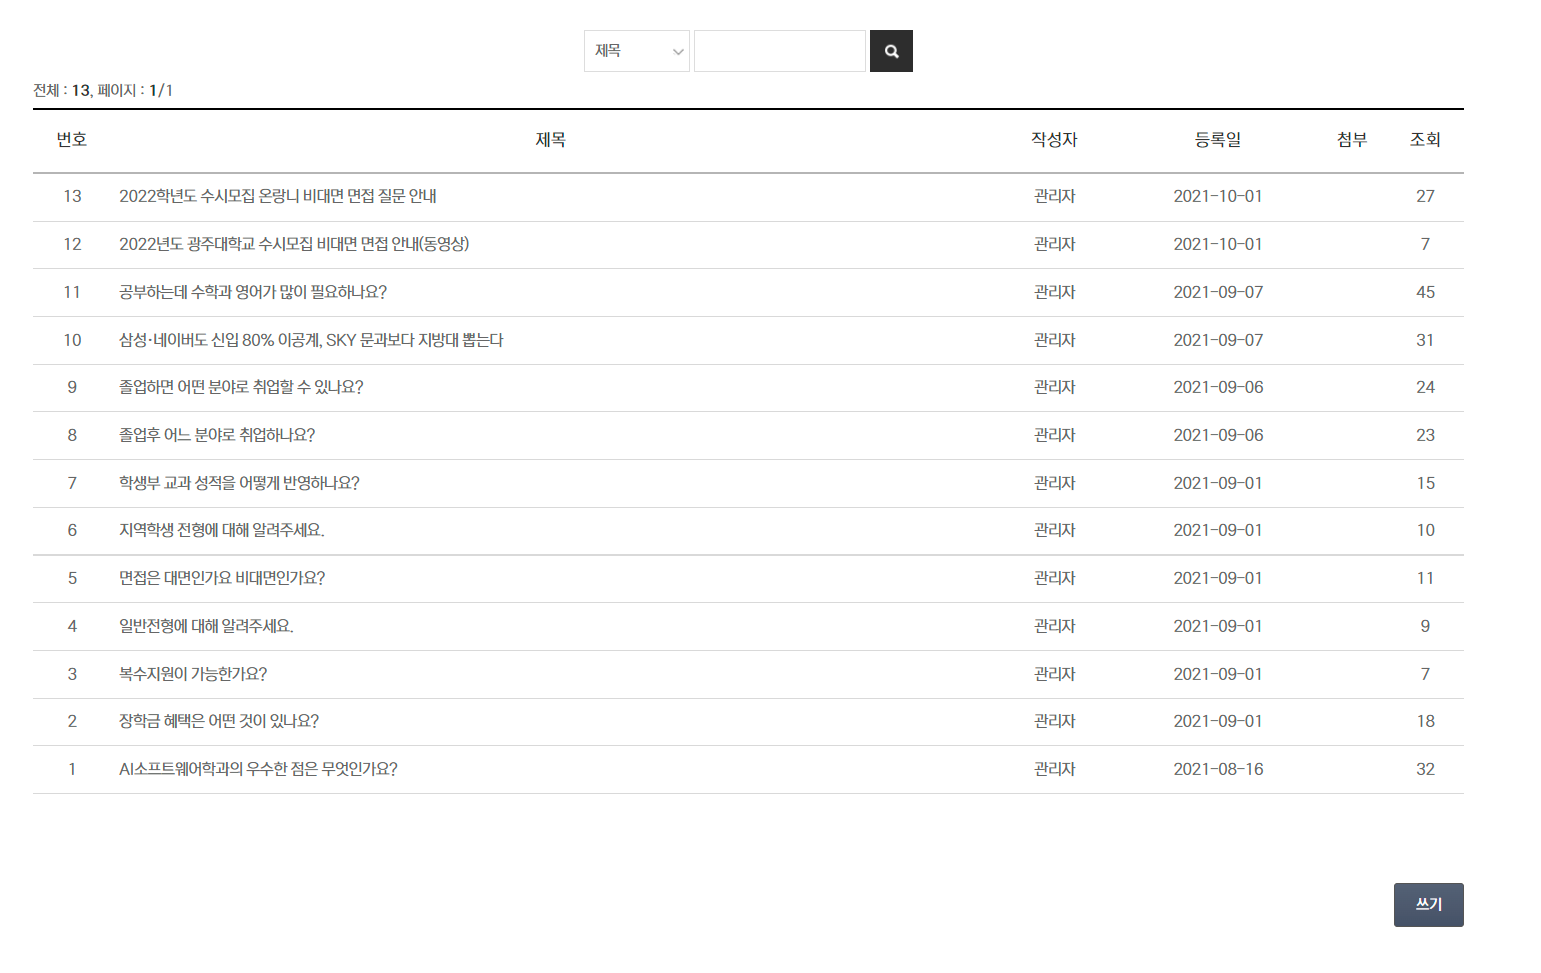 제목
전체 : 13, 페이지 : 1/1
번호 제목 작성자 등록일 첨부 조회
13 2022학년도 수시모집 온랑니 비대면 면접 질문 안내 관리자 2021-10-01 27
12 2022년도 광주대학교 수시모집 비대면 면접 안내(동영상) 관리자 2021-10-01 7
11 공부하는데 수학과 영어가 많이 필요하나요? 관리자 2021-09-07 45
10 삼성·네이버도 신입 80% 이공계, SKY 문과보다 지방대 뽑는다 관리자 2021-09-07 31
9 졸업하면 어떤 분야로 취업할 수 있나요? 관리자 2021-09-06 24
8 졸업후 어느 분야로 취업하나요? 관리자 2021-09-06 23
7 학생부 교과 성적을 어떻게 반영하나요? 관리자 2021-09-01 15
6 지역학생 전형에 대해 알려주세요. 관리자 2021-09-01 10
5 면접은 대면인가요 비대면인가요? 관리자 2021-09-01 11
4 일반전형에 대해 알려주세요. 관리자 2021-09-01 9
3 복수지원이 가능한가요? 관리자 2021-09-01 7
2 장학금 혜택은 어떤 것이 있나요? 관리자 2021-09-01 18
1 AI소프트웨어학과의 우수한 점은 무엇인가요? 관리자 2021-08-16 32
쓰기